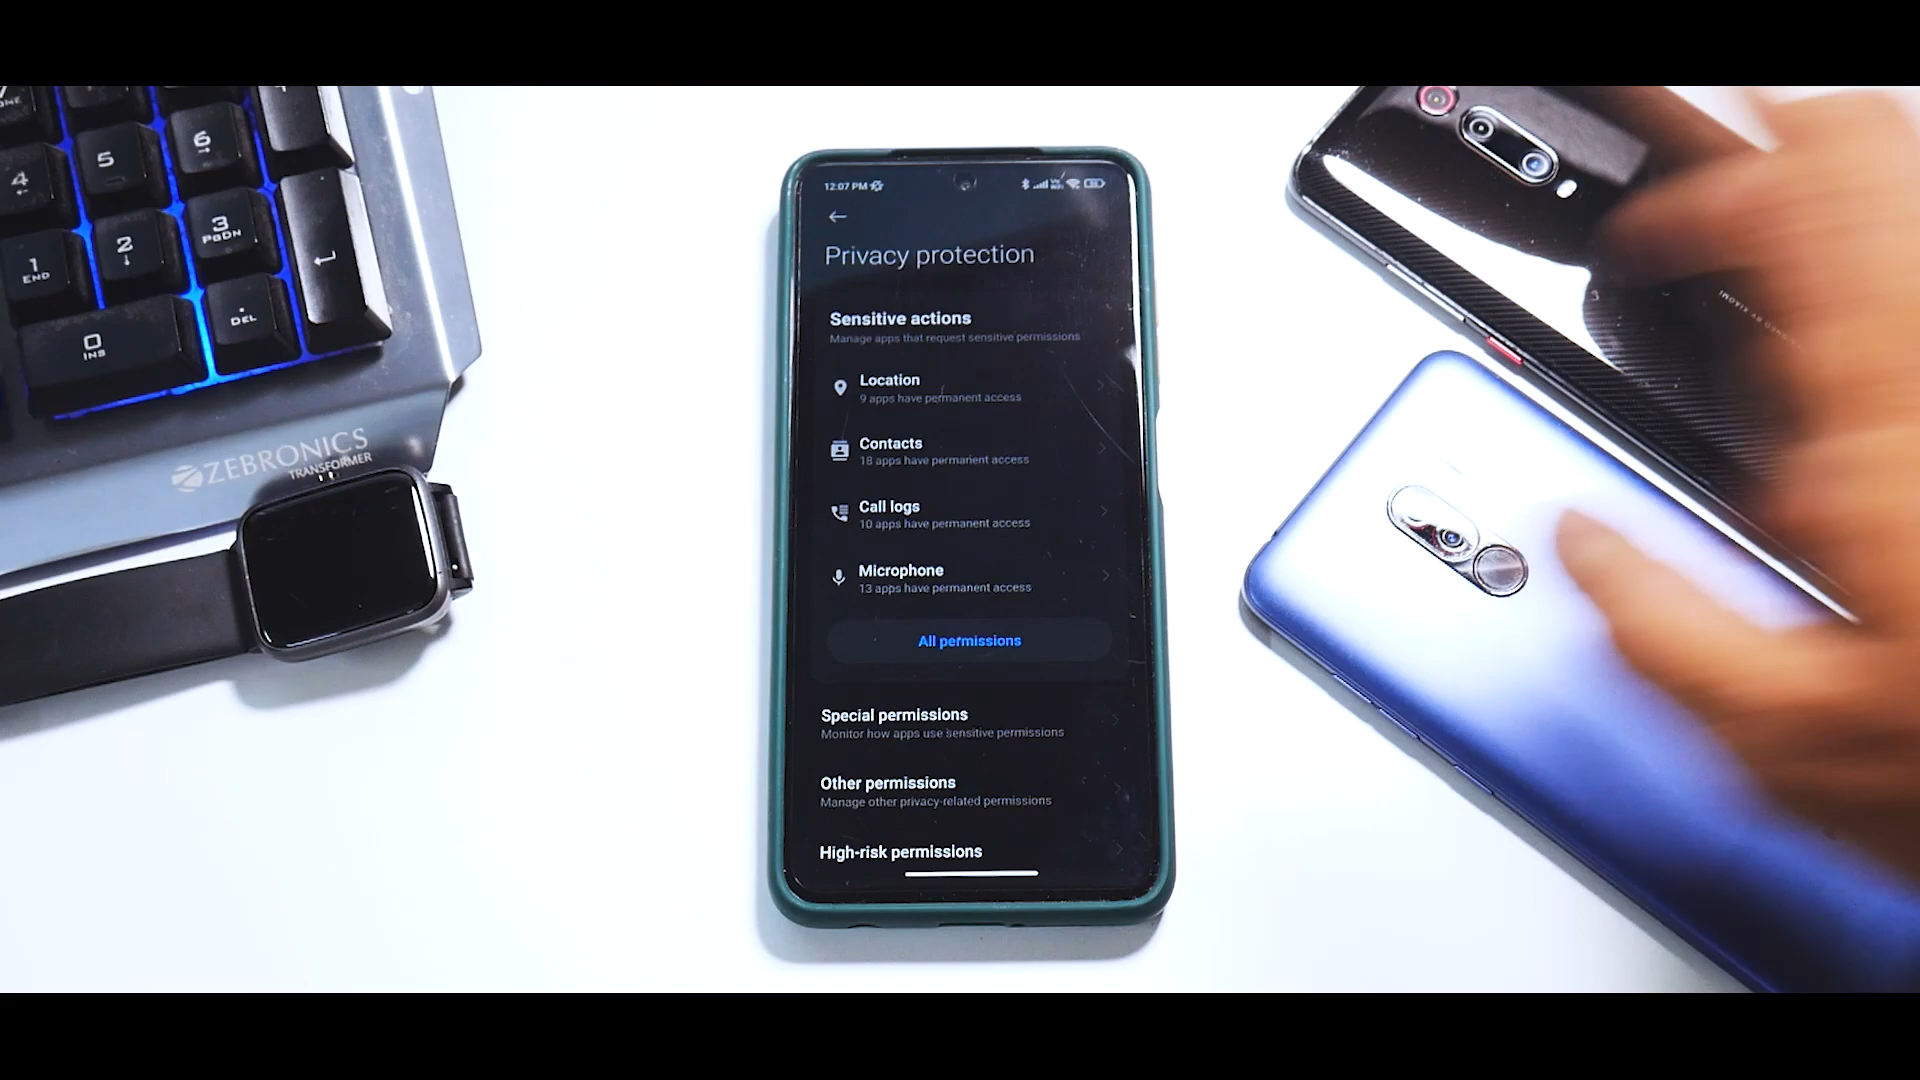 4
5
6
1
END
2
3
PGDN
0
INS
.
DEL
ZEBRONICS
TRANSFORMER
12:07 PM
Privacy protection
Sensitive actions
Manage apps that request sensitive permissions
Location
9 apps have permanent access
Contacts
18 apps have permanent access
Call logs
10 apps have permanent access
Microphone
13 apps have permanent access
All permissions
Special permissions
Monitor how apps use sensitive permissions
Other permissions
Manage other privacy-related permissions
High-risk permissions
XIAOMI